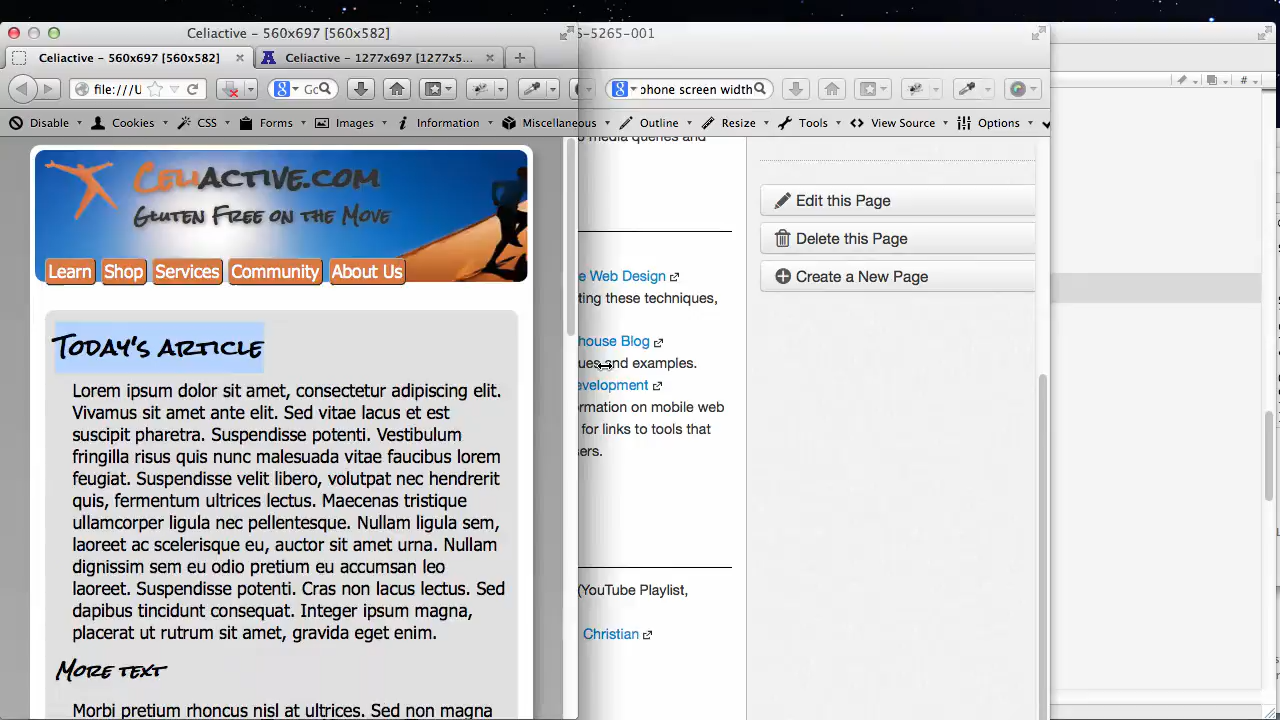 Celiactive - 560x697 [560x582]
5-5265-001
Celiactive - 560x697 [560x582]
Celiactive - 1277x697 [1277x5...
file:///U
Go
phone screen width
Disable
Cookies
CSS
Forms
Images
Information
Miscellaneous
Outline
Resize
Tools
View Source
Options
Celiactive.com
Gluten Free on the Move
Learn
Shop
Services
Community
About Us
Today's article
Lorem ipsum dolor sit amet, consectetur adipiscing elit.
Vivamus sit amet ante elit. Sed vitae lacus et est
suscipit pharetra. Suspendisse potenti. Vestibulum
fringilla risus quis nunc malesuada vitae faucibus lorem
feugiat. Suspendisse velit libero, volutpat nec hendrerit
quis, fermentum ultrices lectus. Maecenas tristique
ullamcorper ligula nec pellentesque. Nullam ligula sem,
laoreet ac scelerisque eu, auctor sit amet urna. Nullam
dignissim sem eu odio pretium eu accumsan leo
laoreet. Suspendisse potenti. Cras non lacus lectus. Sed
dapibus tincidunt consequat. Integer ipsum magna,
placerat ut rutrum sit amet, gravida eget enim.
More text
Morbi pretium rhoncus nisl at ultrices. Sed non magna
to media queries and
e Web Design
ting these techniques,
house Blog
ues and examples.
evelopment
rmation on mobile web
for links to tools that
sers.
(YouTube Playlist,
Christian
Edit this Page
Delete this Page
Create a New Page
#